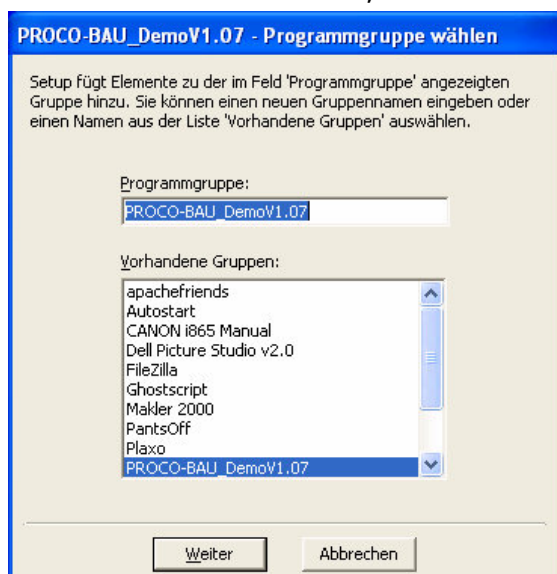 PROCO-BAU_DemoV1.07 - Programmgruppe wählen
Setup fügt Elemente zu der im Feld 'Programmgruppe' angezeigten
Gruppe hinzu. Sie können einen neuen Gruppennamen eingeben oder
einen Namen aus der Liste 'Vorhandene Gruppen' auswählen.
Programmgruppe:
PROCO-BAU_DemoV1.07
Vorhandene Gruppen:
apachefriends
Autostart
CANON i865 Manual
Dell Picture Studio v2.0
FileZilla
Ghostscript
Makler 2000
PantsOff
Plaxo
PROCO-BAU_DemoV1.07
Weiter
Abbrechen